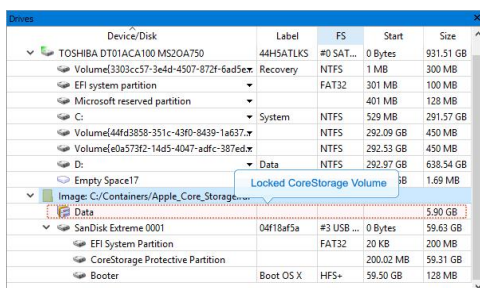 Drives
Device/Disk Label FS Start Size
TOSHIBA DT01ACA100 MS2OA750 44H5ATLKS #0 SAT... 0 Bytes 931.51 GB
Volume{3303cc57-3e4d-4507-872f-6ad5e... Recovery NTFS 1 MB 300 MB
EFI system partition FAT32 301 MB 100 MB
Microsoft reserved partition 401 MB 128 MB
C: System NTFS 529 MB 291.57 GB
Volume{44fd3858-351c-43f0-8439-1a637... NTFS 292.09 GB 450 MB
Volume{e0a573f2-14d5-4047-adfc-387ed... NTFS 292.53 GB 450 MB
D: Data NTFS 292.97 GB 638.54 GB
Empty Space17 1.69 MB
Locked CoreStorage Volume
Image: C:/Containers/Apple_Core_Storage.
Data 5.90 GB
SanDisk Extreme 0001 04f18af5a #3 USB ... 0 Bytes 59.63 GB
EFI System Partition FAT32 20 KB 200 MB
CoreStorage Protective Partition 200.02 MB 59.31 GB
Booter Boot OS X HFS+ 59.50 GB 128 MB